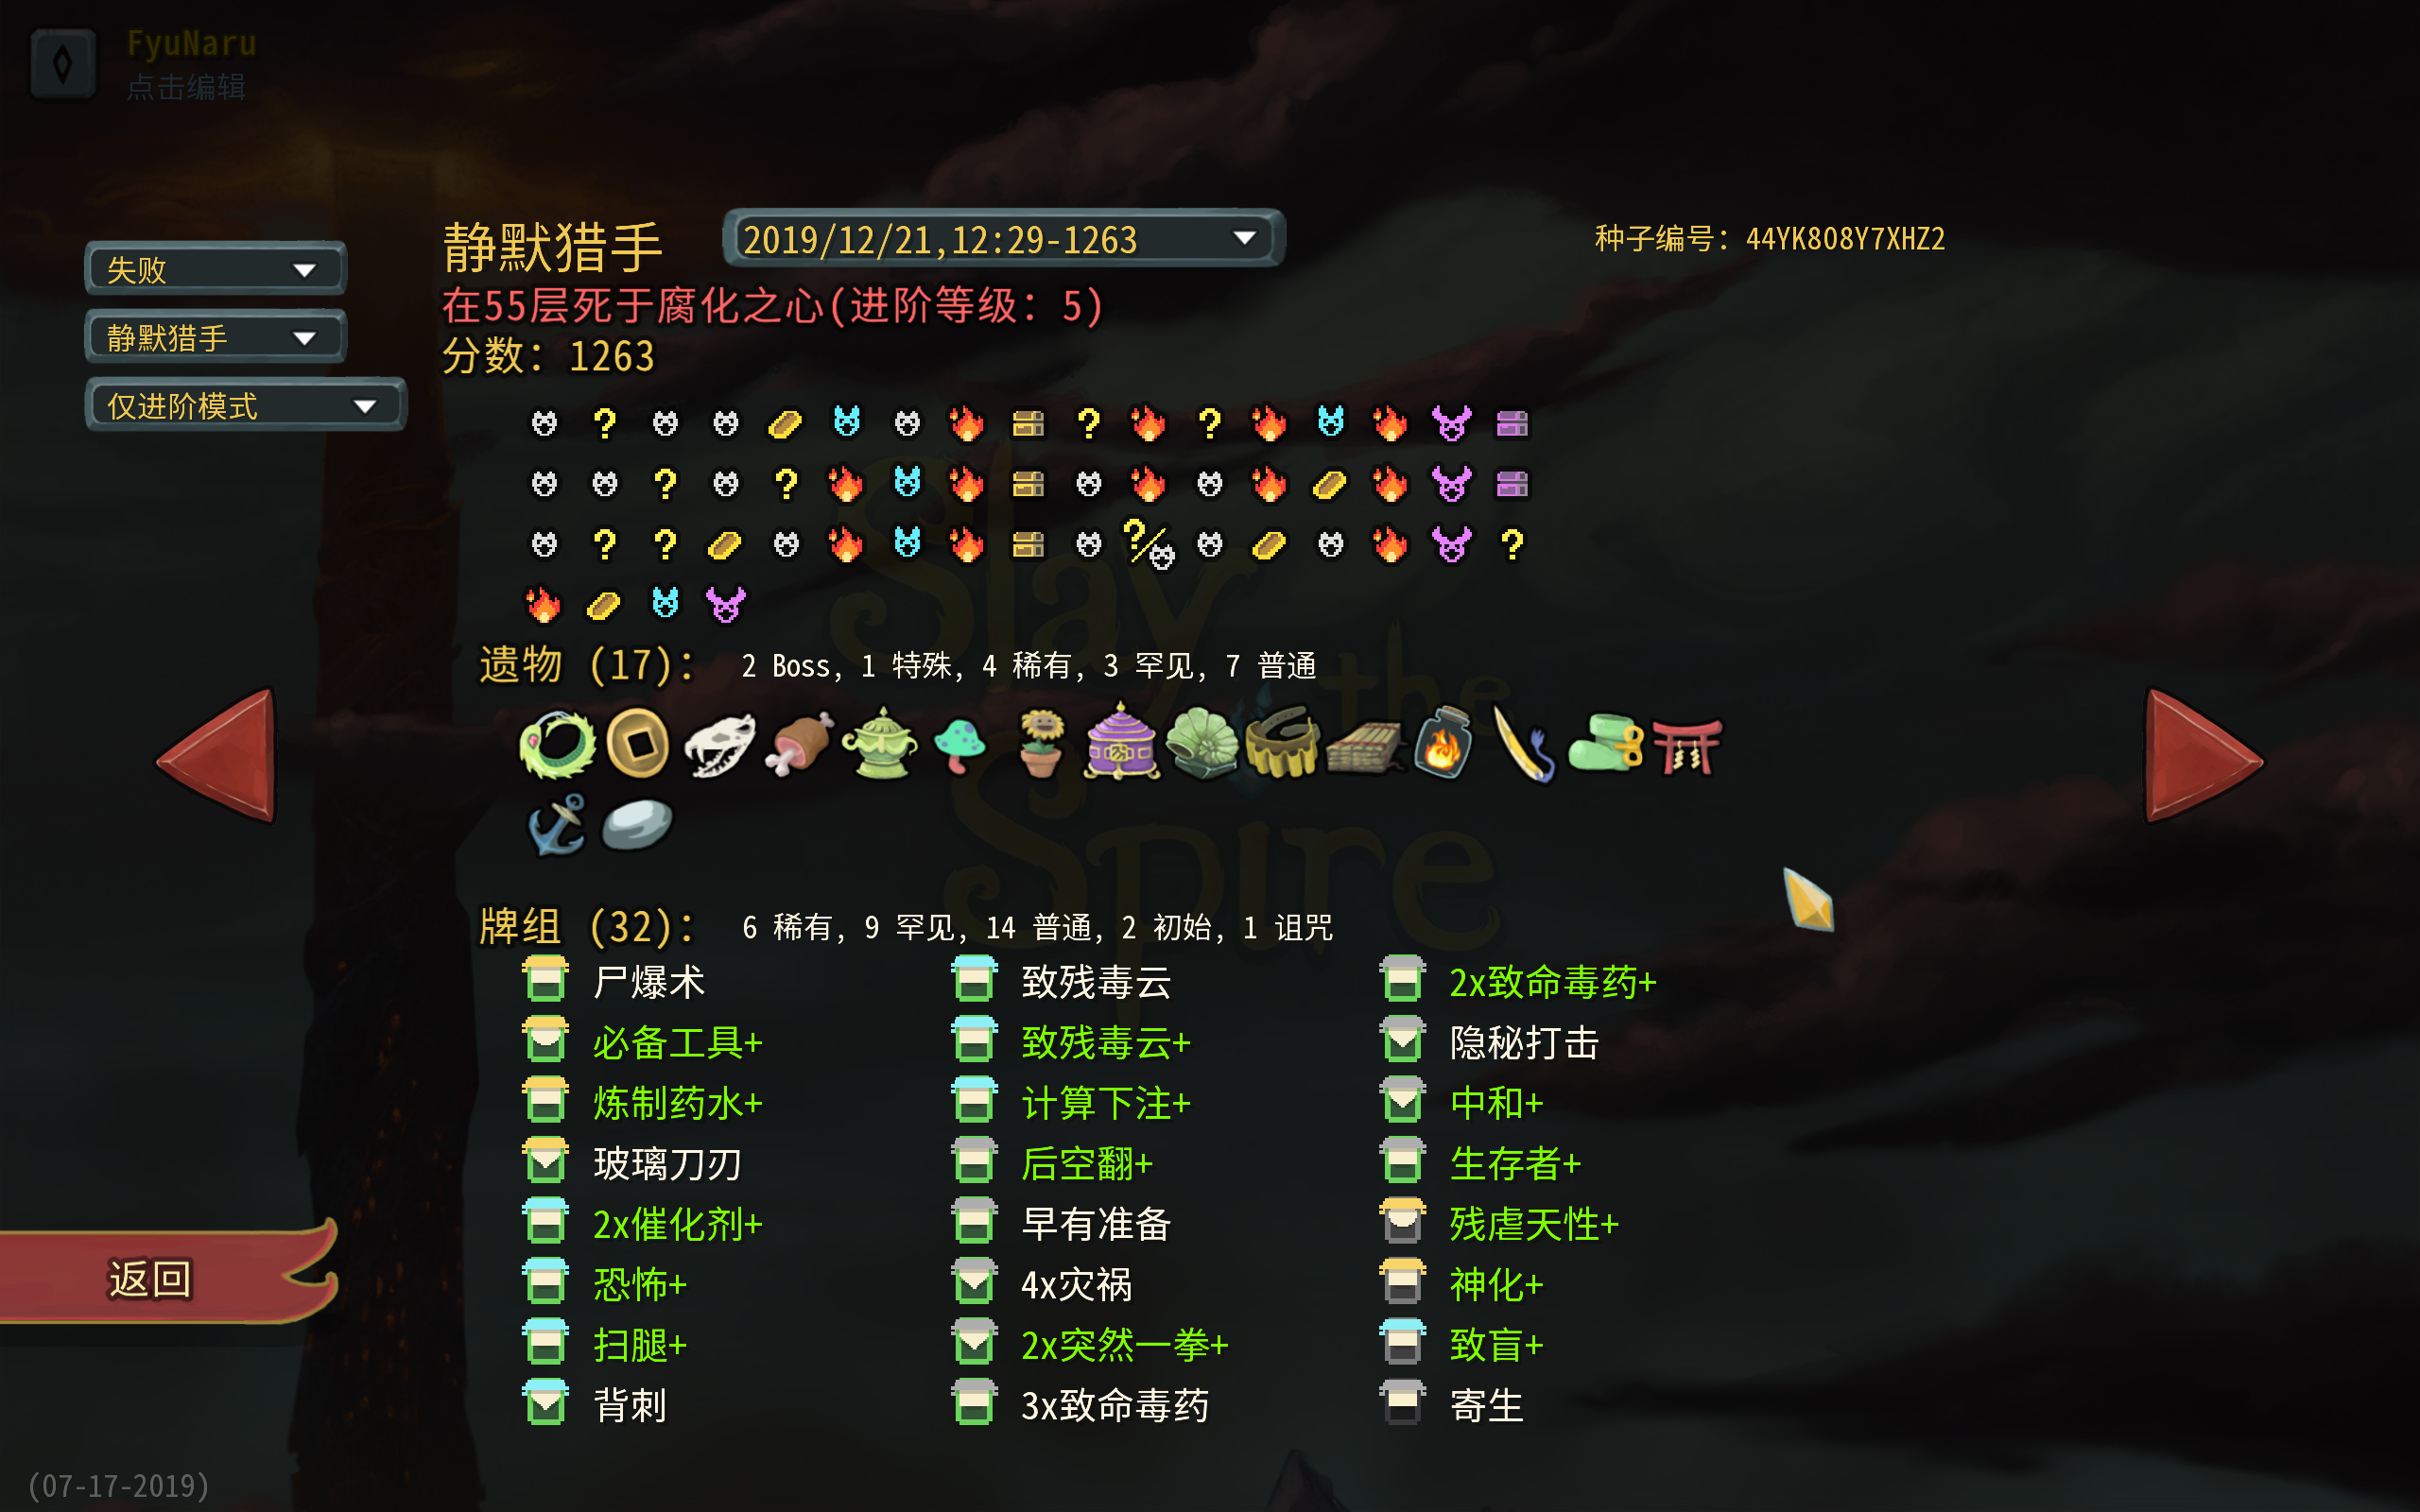 FyuNaru
点击编辑
静默猎手 2019/12/21,12:29-1263 种子编号: 44YK808Y7XHZ2
失败
静默猎手
仅进阶模式
在55层死于腐化之心(进阶等级: 5)
分数: 1263
遗物 (17): 2 Boss, 1 特殊, 4 稀有, 3 罕见, 7 普通
牌组 (32): 6 稀有, 9 罕见, 14 普通, 2 初始, 1 诅咒
尸爆术 致残毒云 2x致命毒药+
必备工具+ 致残毒云+ 隐秘打击
炼制药水+ 计算下注+ 中和+
玻璃刀刃 后空翻+ 生存者+
2x催化剂+ 早有准备 残虐天性+
恐怖+ 4x灾祸 神化+
扫腿+ 2x突然一拳+ 致盲+
背刺 3x致命毒药 寄生
返回
Slay the Spire
(07-17-2019)